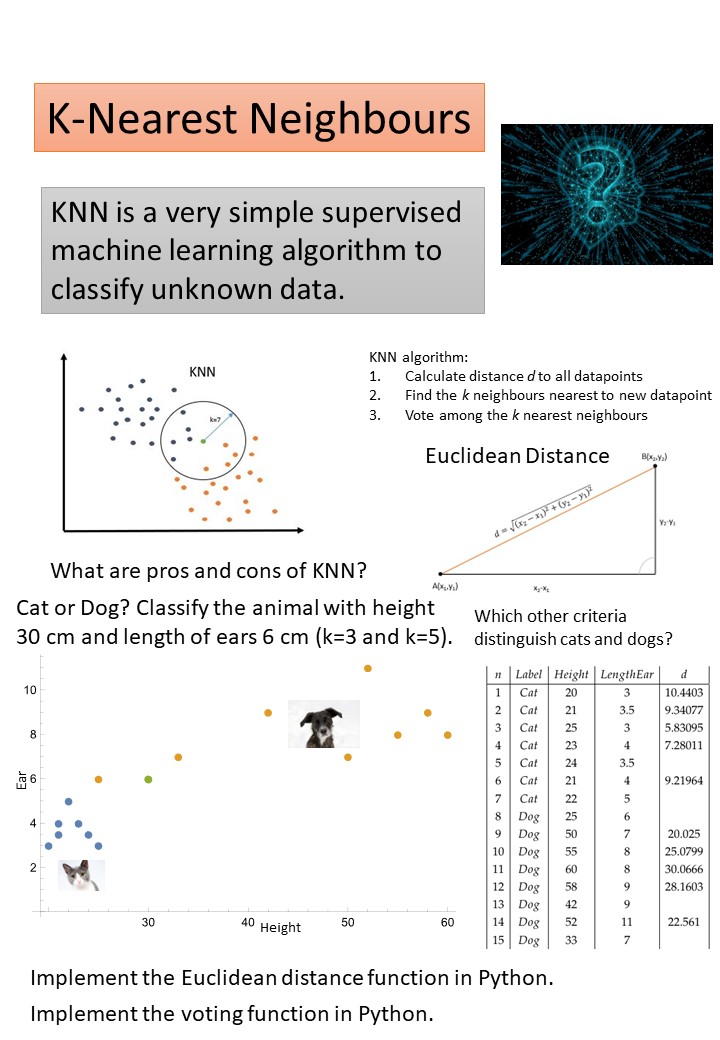 K-Nearest Neighbours
KNN is a very simple supervised
machine learning algorithm to
classify unknown data.
KNN
k=7
KNN algorithm:
1. Calculate distance d to all datapoints
2. Find the k neighbours nearest to new datapoint
3. Vote among the k nearest neighbours
Euclidean Distance
B(x₂,y₂)
d = √(x₂ − x₁)² + (y₂ − y₁)²
y₂-y₁
A(x₁,y₁)
x₂-x₁
What are pros and cons of KNN?
Cat or Dog? Classify the animal with height
30 cm and length of ears 6 cm (k=3 and k=5).
Which other criteria
distinguish cats and dogs?
10
8
6
4
2
Ear
30
40
50
60
Height
n Label Height LengthEar d
1 Cat 20 3 10.4403
2 Cat 21 3.5 9.34077
3 Cat 25 3 5.83095
4 Cat 23 4 7.28011
5 Cat 24 3.5
6 Cat 21 4 9.21964
7 Cat 22 5
8 Dog 25 6
9 Dog 50 7 20.025
10 Dog 55 8 25.0799
11 Dog 60 8 30.0666
12 Dog 58 9 28.1603
13 Dog 42 9
14 Dog 52 11 22.561
15 Dog 33 7
Implement the Euclidean distance function in Python.
Implement the voting function in Python.